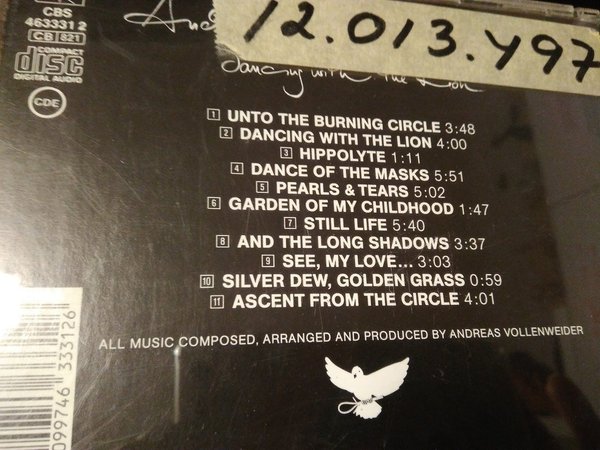 CBS
463331 2
CB 821
COMPACT
disc
DIGITAL AUDIO
CDE
And
12.013.497
dancing with the Lion
1 UNTO THE BURNING CIRCLE 3:48
2 DANCING WITH THE LION 4:00
3 HIPPOLYTE 1:11
4 DANCE OF THE MASKS 5:51
5 PEARLS & TEARS 5:02
6 GARDEN OF MY CHILDHOOD 1:47
7 STILL LIFE 5:40
8 AND THE LONG SHADOWS 3:37
9 SEE, MY LOVE... 3:03
10 SILVER DEW, GOLDEN GRASS 0:59
11 ASCENT FROM THE CIRCLE 4:01
ALL MUSIC COMPOSED, ARRANGED AND PRODUCED BY ANDREAS VOLLENWEIDER
099746 333126